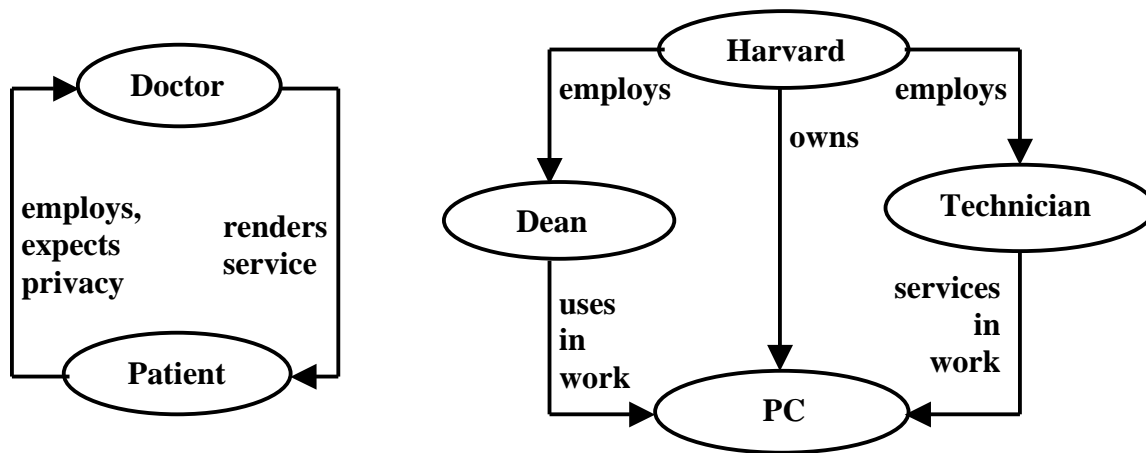 Doctor
employs,
expects
privacy
renders
service
Patient
Harvard
employs
owns
employs
Dean
Technician
uses
in
work
services
in
work
PC